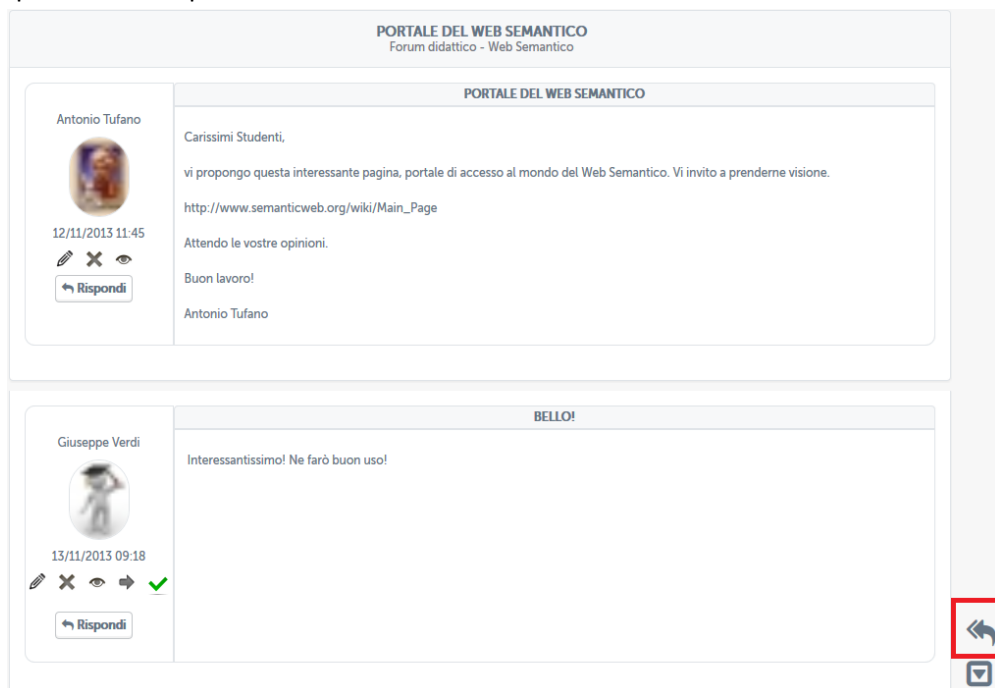 PORTALE DEL WEB SEMANTICO
Forum didattico - Web Semantico
PORTALE DEL WEB SEMANTICO
Antonio Tufano
12/11/2013 11:45
Rispondi
Carissimi Studenti,
vi propongo questa interessante pagina, portale di accesso al mondo del Web Semantico. Vi invito a prenderne visione.
http://www.semanticweb.org/wiki/Main_Page
Attendo le vostre opinioni.
Buon lavoro!
Antonio Tufano
BELLO!
Giuseppe Verdi
13/11/2013 09:18
Rispondi
Interessantissimo! Ne farò buon uso!